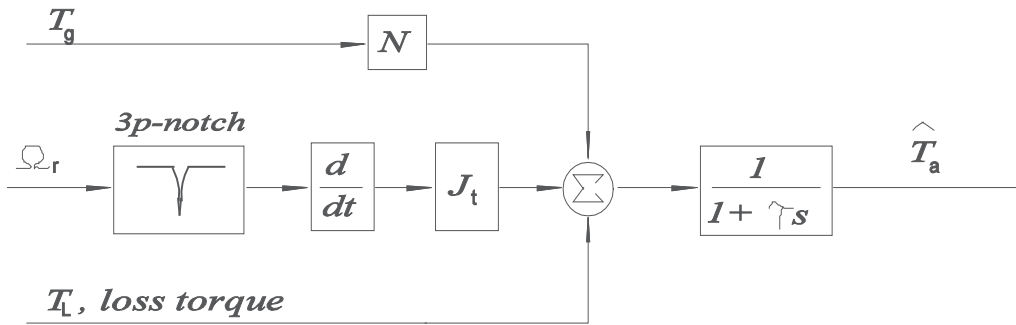 T_g
N
3p-notch
Ω_r
d/dt
J_t
Σ
1/(1+ τs)
T̂_a
T_L, loss torque